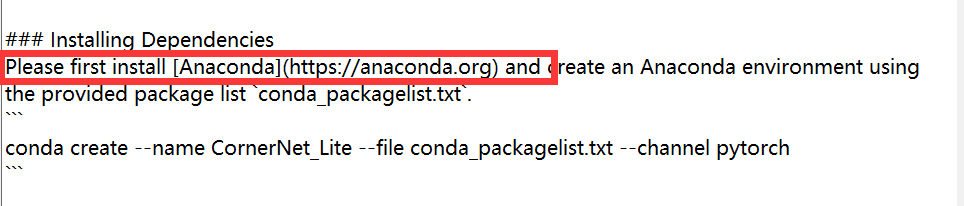 ### Installing Dependencies
Please first install [Anaconda](https://anaconda.org) and create an Anaconda environment using
the provided package list `conda_packagelist.txt`.
```
conda create --name CornerNet_Lite --file conda_packagelist.txt --channel pytorch
```